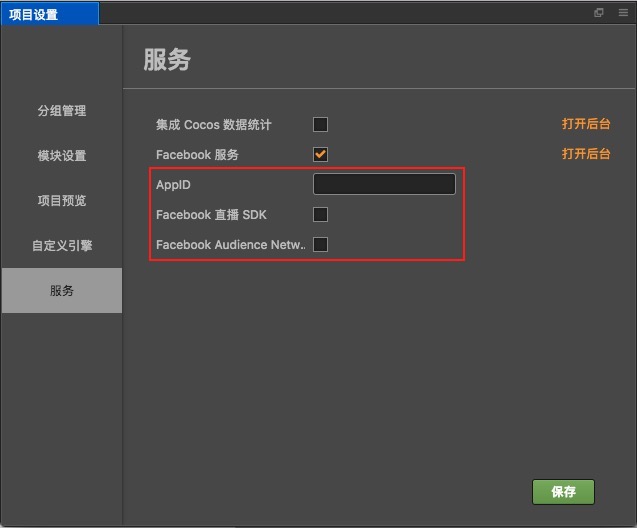 项目设置
服务
分组管理
模块设置
项目预览
自定义引擎
服务
集成 Cocos 数据统计
打开后台
Facebook 服务
打开后台
AppID
Facebook 直播 SDK
Facebook Audience Netw..
保存